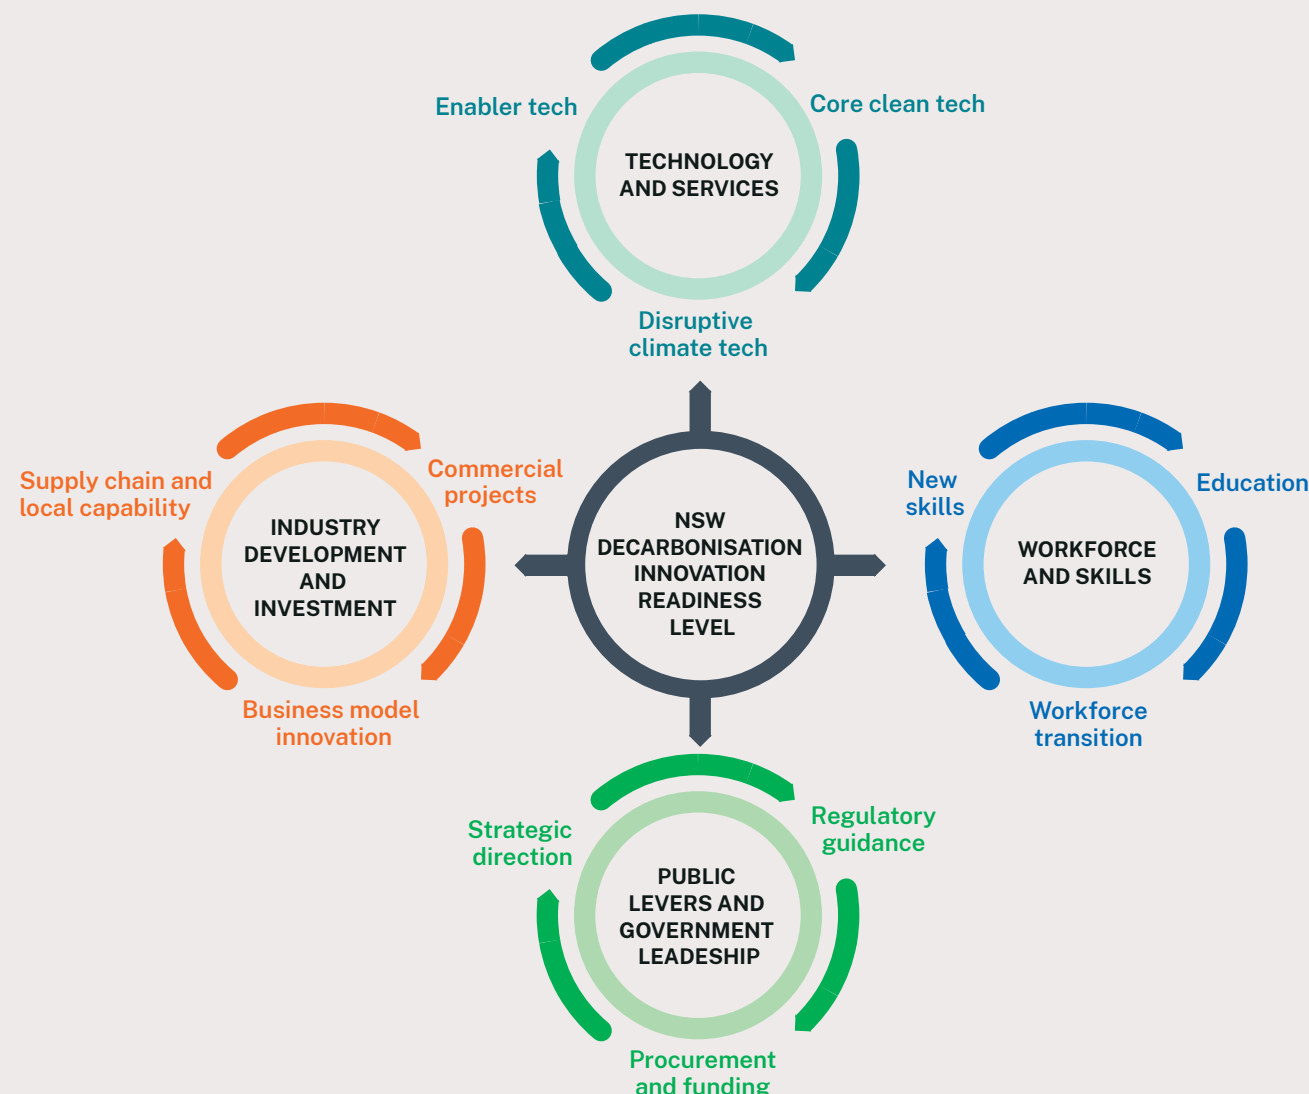 Enabler tech
Core clean tech
TECHNOLOGY
AND SERVICES
Disruptive
climate tech
Supply chain and
local capability
Commercial
projects
INDUSTRY
DEVELOPMENT
AND
INVESTMENT
Business model
innovation
NSW
DECARBONISATION
INNOVATION
READINESS
LEVEL
New
skills
Education
WORKFORCE
AND SKILLS
Workforce
transition
Strategic
direction
Regulatory
guidance
PUBLIC
LEVERS AND
GOVERNMENT
LEADESHIP
Procurement
and funding